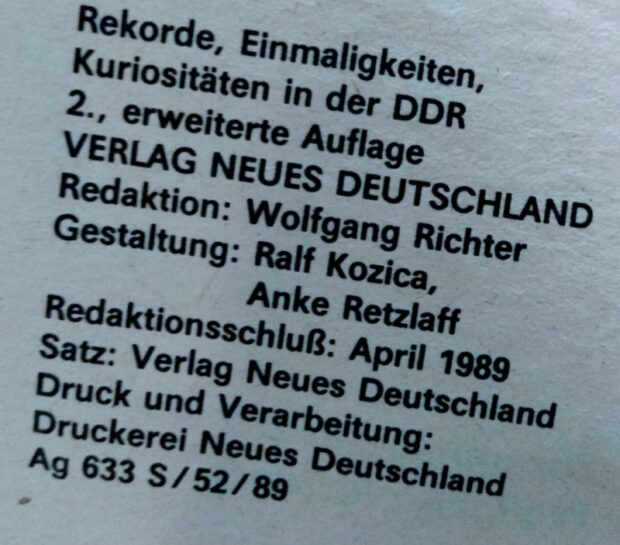 Rekorde, Einmaligkeiten,
Kuriositäten in der DDR
2., erweiterte Auflage
VERLAG NEUES DEUTSCHLAND
Redaktion: Wolfgang Richter
Gestaltung: Ralf Kozica,
Anke Retzlaff
Redaktionsschluß: April 1989
Satz: Verlag Neues Deutschland
Druck und Verarbeitung:
Druckerei Neues Deutschland
Ag 633 S/52/89